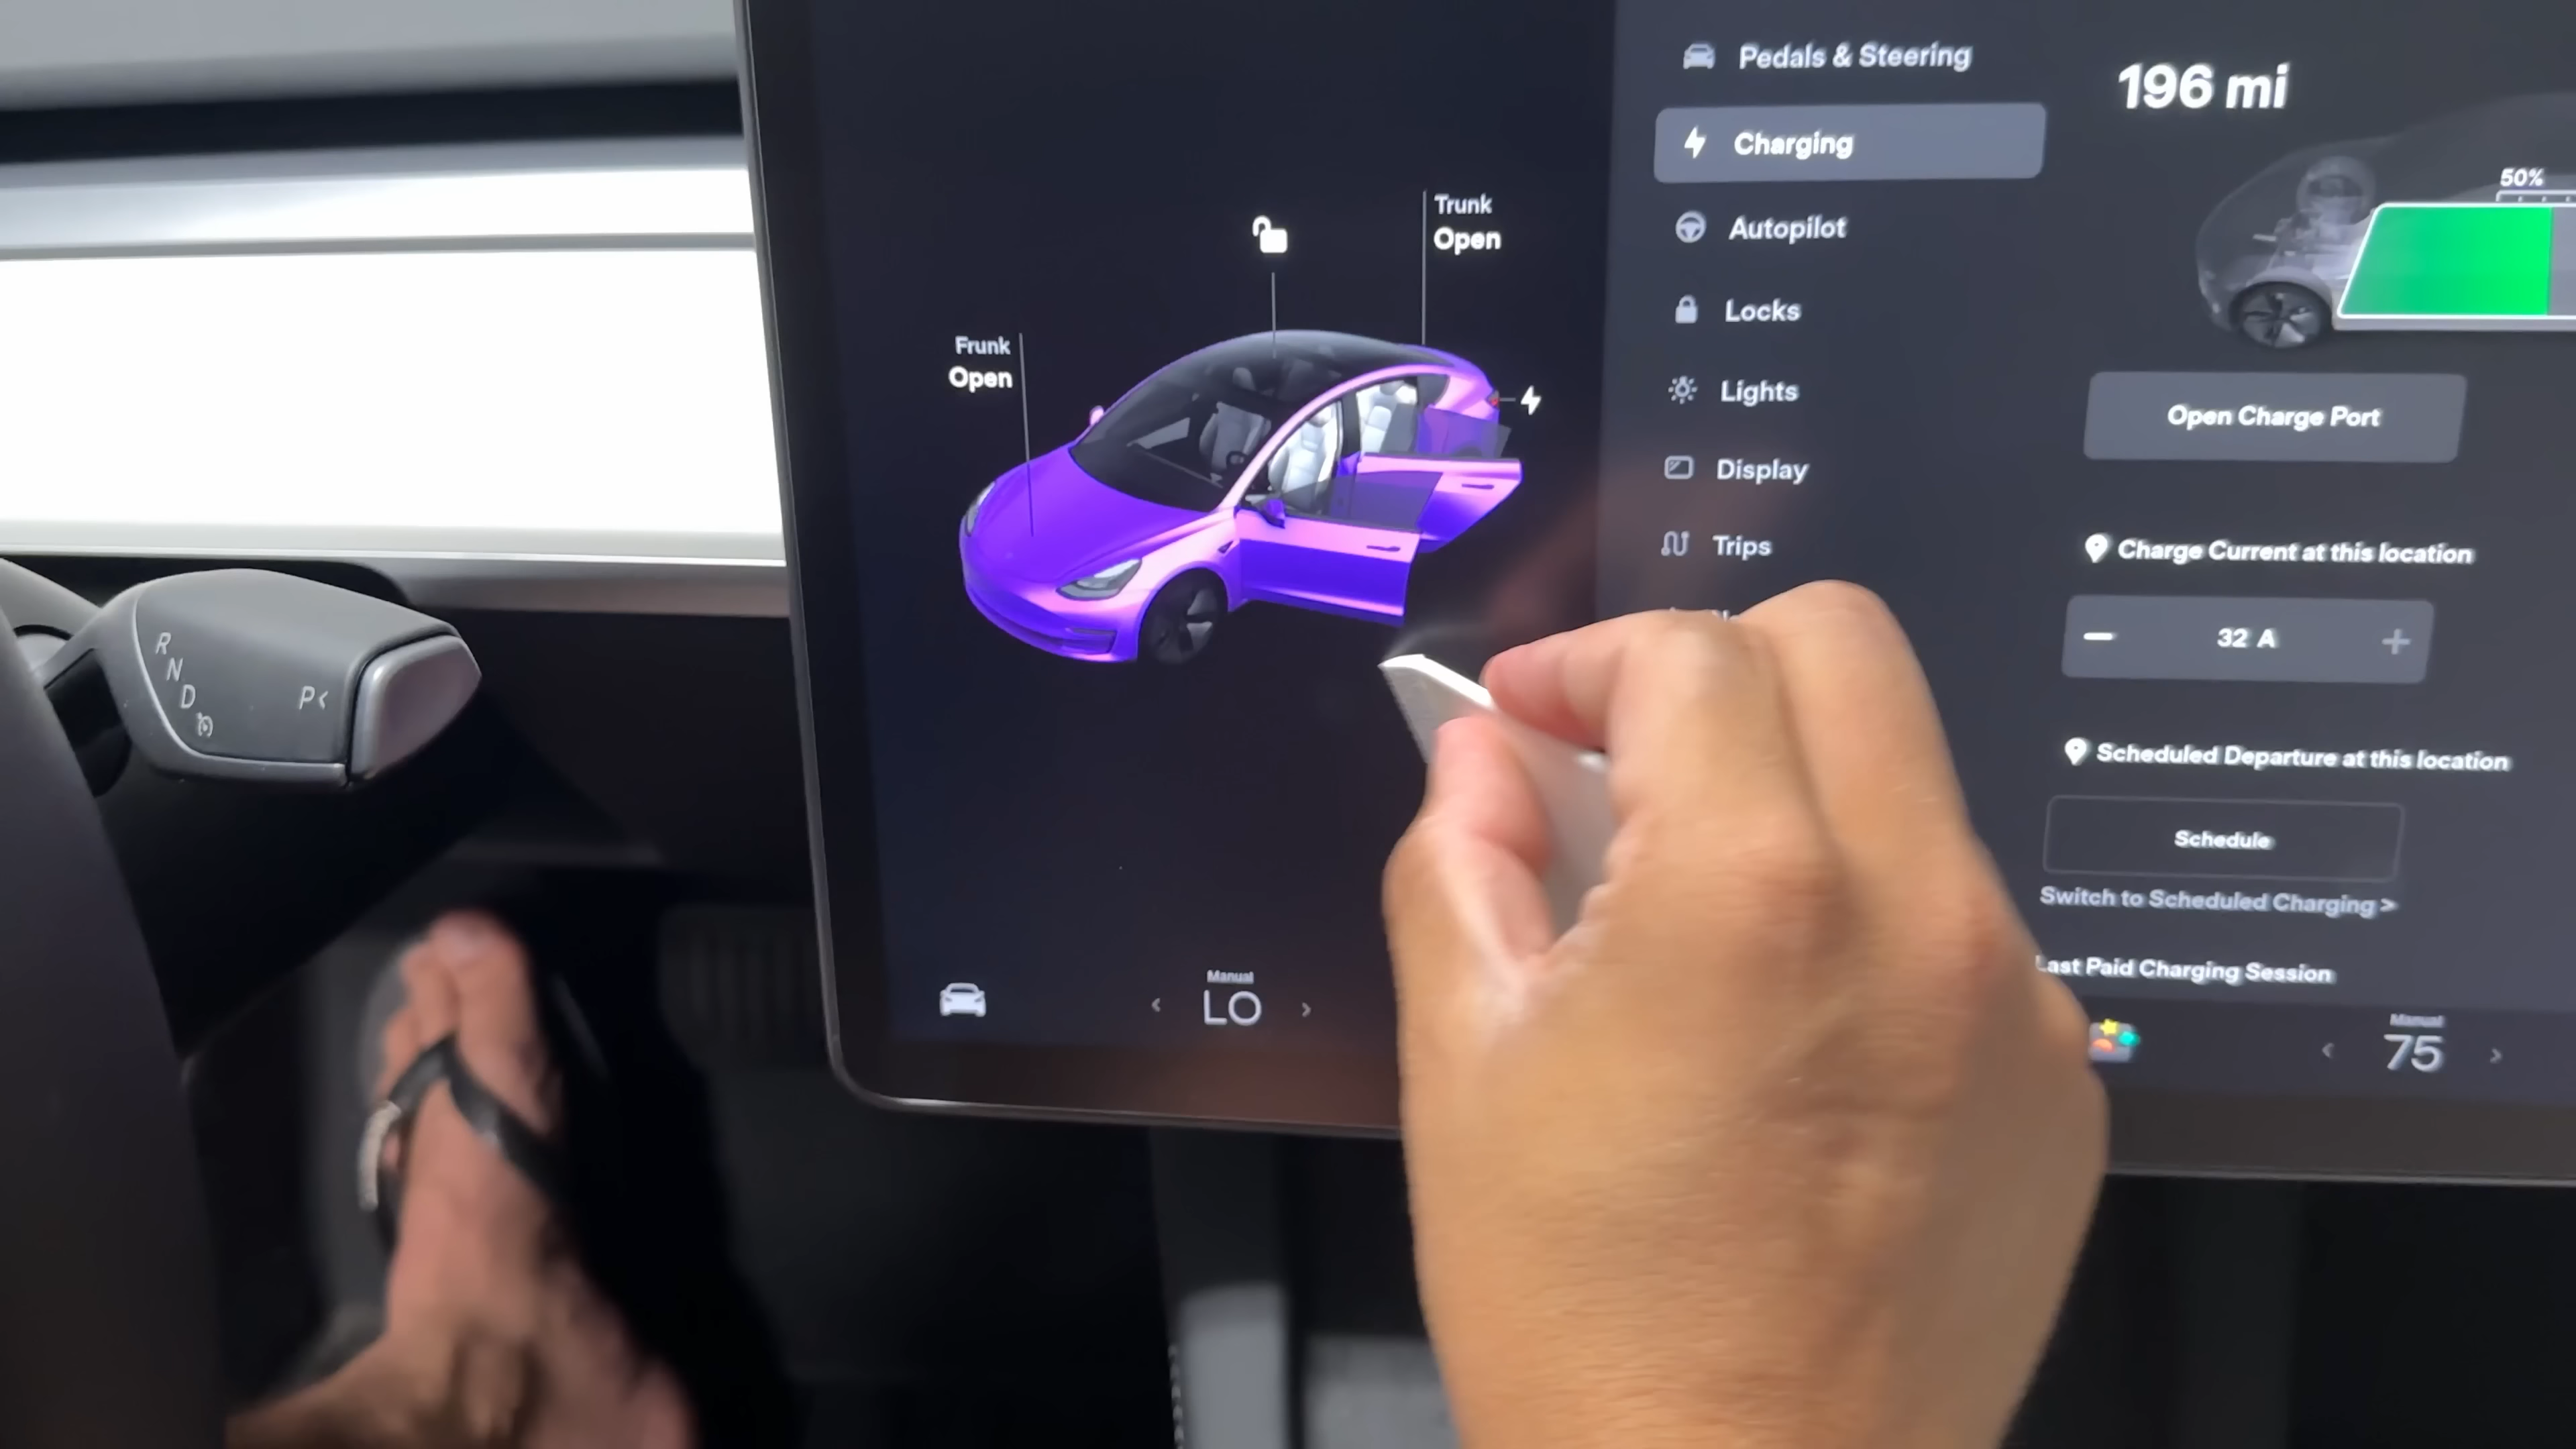 R
N
D
P<
Trunk
Open
Frunk
Open
Manual
< LO >
Pedals & Steering
Charging
Autopilot
Locks
Lights
Display
Trips
196 mi
50%
Open Charge Port
Charge Current at this location
− 32 A +
Scheduled Departure at this location
Schedule
Switch to Scheduled Charging >
Last Paid Charging Session
Manual
< 75 >